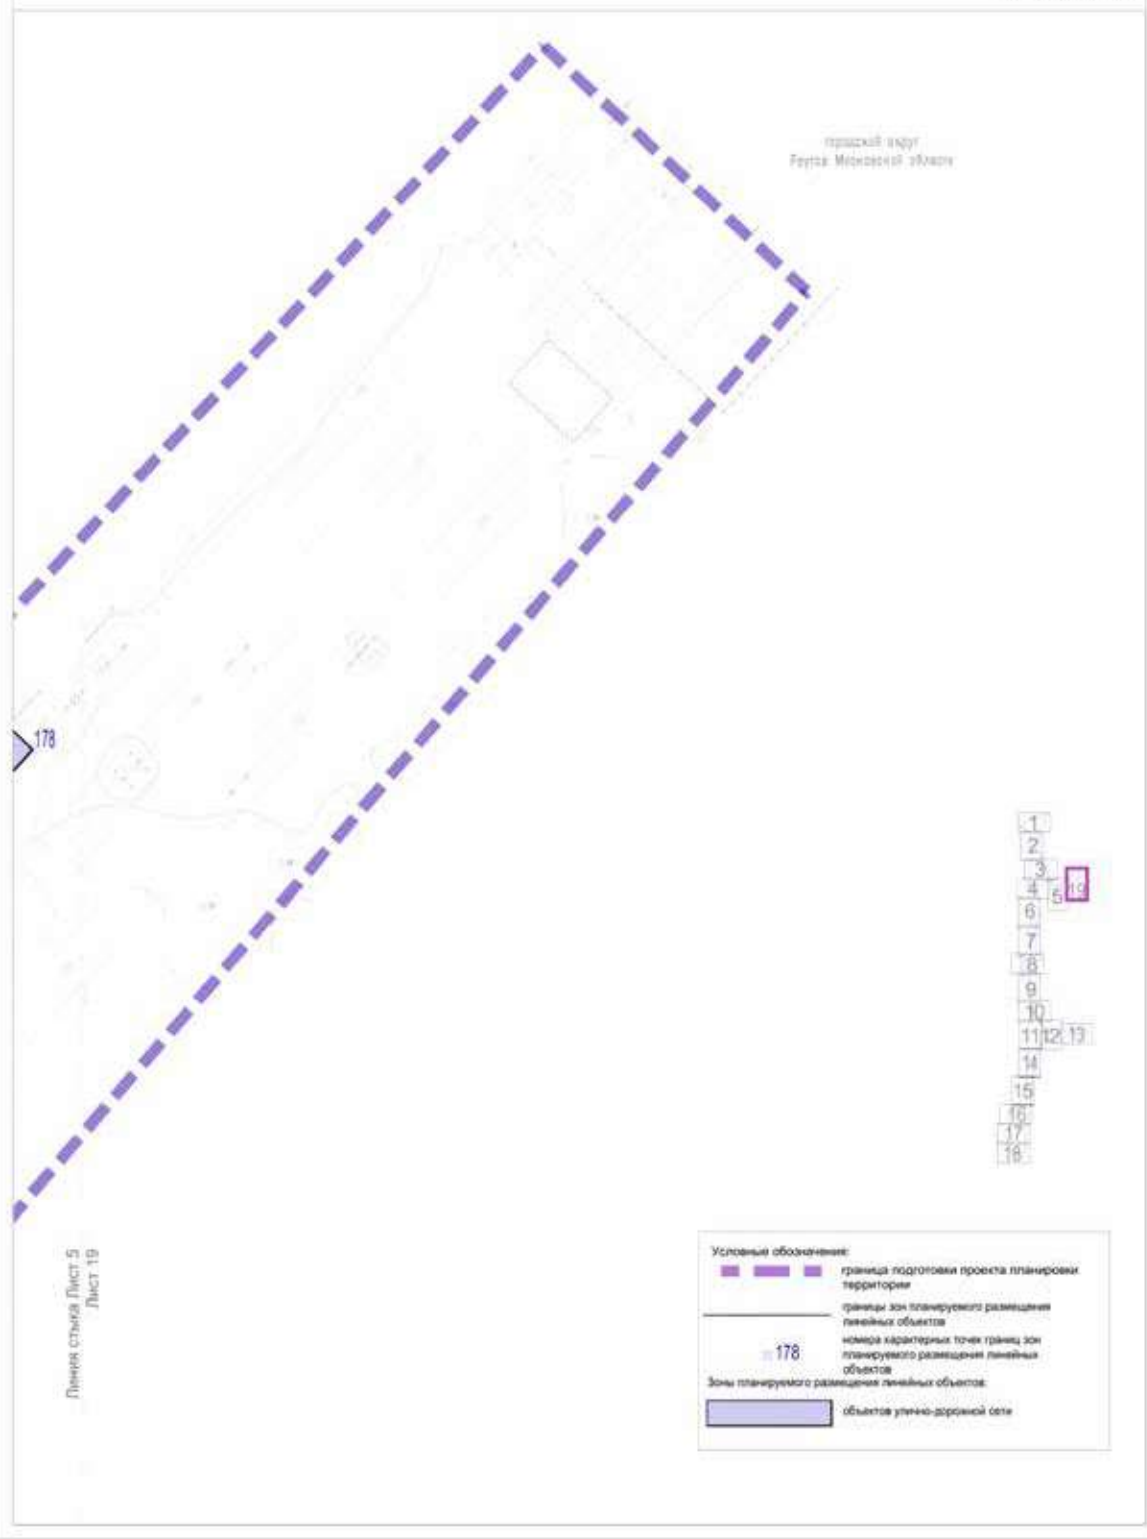 городской округ
Реутов Московской области
178
1
2
3
4
5
19
6
7
8
9
10
11
12
13
14
15
16
17
18
Линия стыка Лист 5
Лист 19
Условные обозначения:
граница подготовки проекта планировки
территории
границы зон планируемого размещения
линейных объектов
178
номера характерных точек границ зон
планируемого размещения линейных
объектов
Зоны планируемого размещения линейных объектов:
объектов улично-дорожной сети